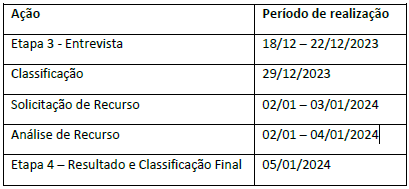 Ação Período de realização
Etapa 3 - Entrevista 18/12 – 22/12/2023
Classificação 29/12/2023
Solicitação de Recurso 02/01 – 03/01/2024
Análise de Recurso 02/01 – 04/01/2024
Etapa 4 – Resultado e Classificação Final 05/01/2024